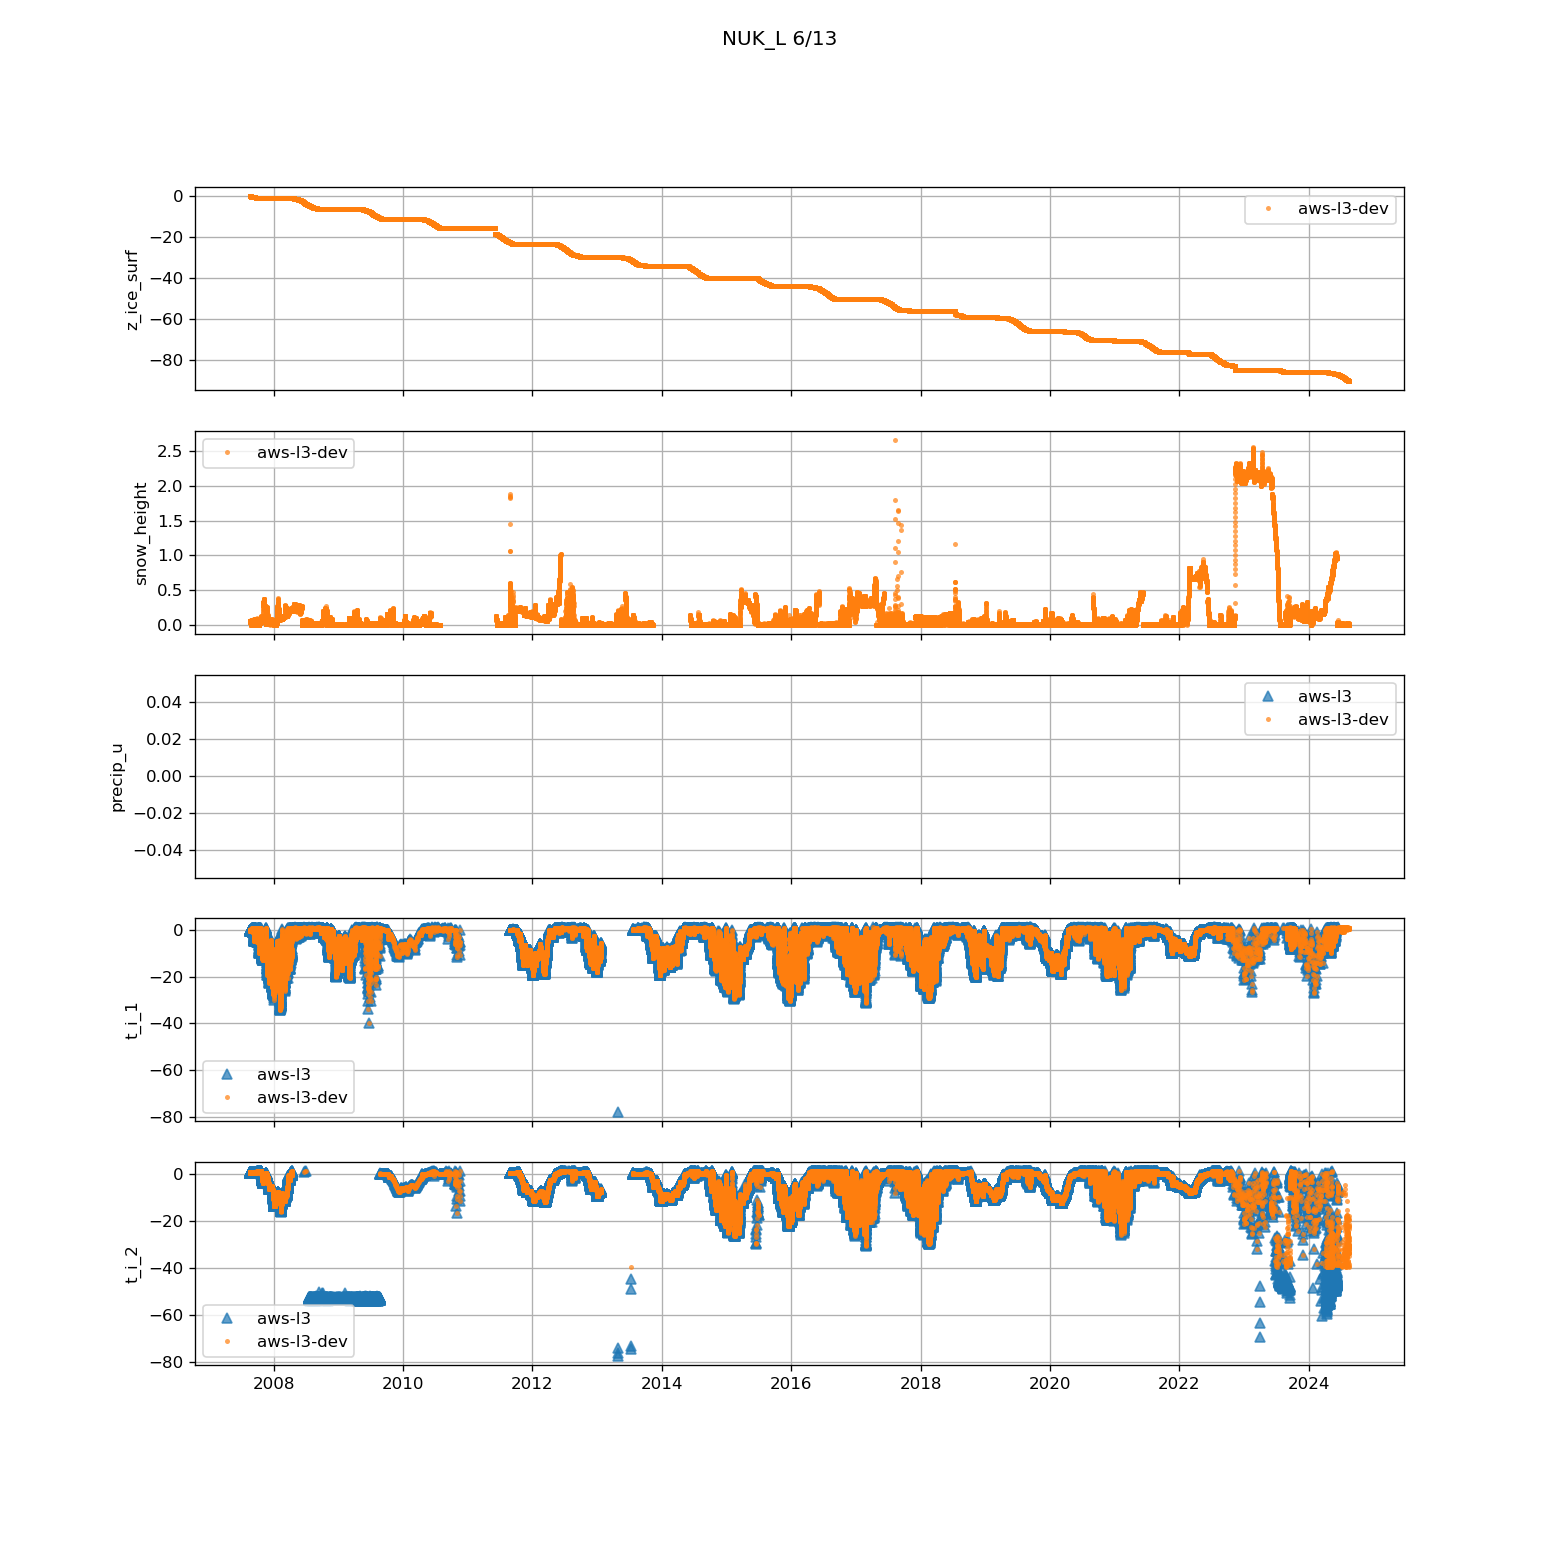 NUK_L 6/13
z_ice_surf
0
−20
−40
−60
−80
aws-l3-dev
snow_height
2.5
2.0
1.5
1.0
0.5
0.0
aws-l3-dev
precip_u
0.04
0.02
0.00
−0.02
−0.04
aws-l3
aws-l3-dev
t_i_1
0
−20
−40
−60
−80
aws-l3
aws-l3-dev
t_i_2
0
−20
−40
−60
−80
aws-l3
aws-l3-dev
2008 2010 2012 2014 2016 2018 2020 2022 2024